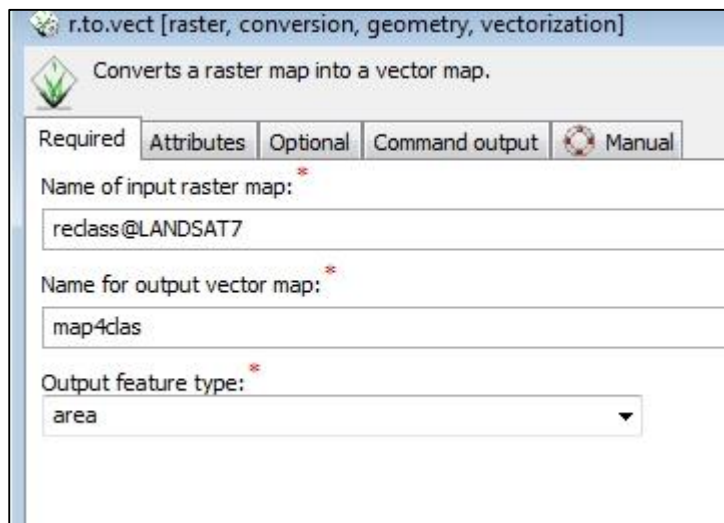 r.to.vect [raster, conversion, geometry, vectorization]
Converts a raster map into a vector map.
Required Attributes Optional Command output Manual
Name of input raster map:*
reclass@LANDSAT7
Name for output vector map:*
map4clas
Output feature type:*
area